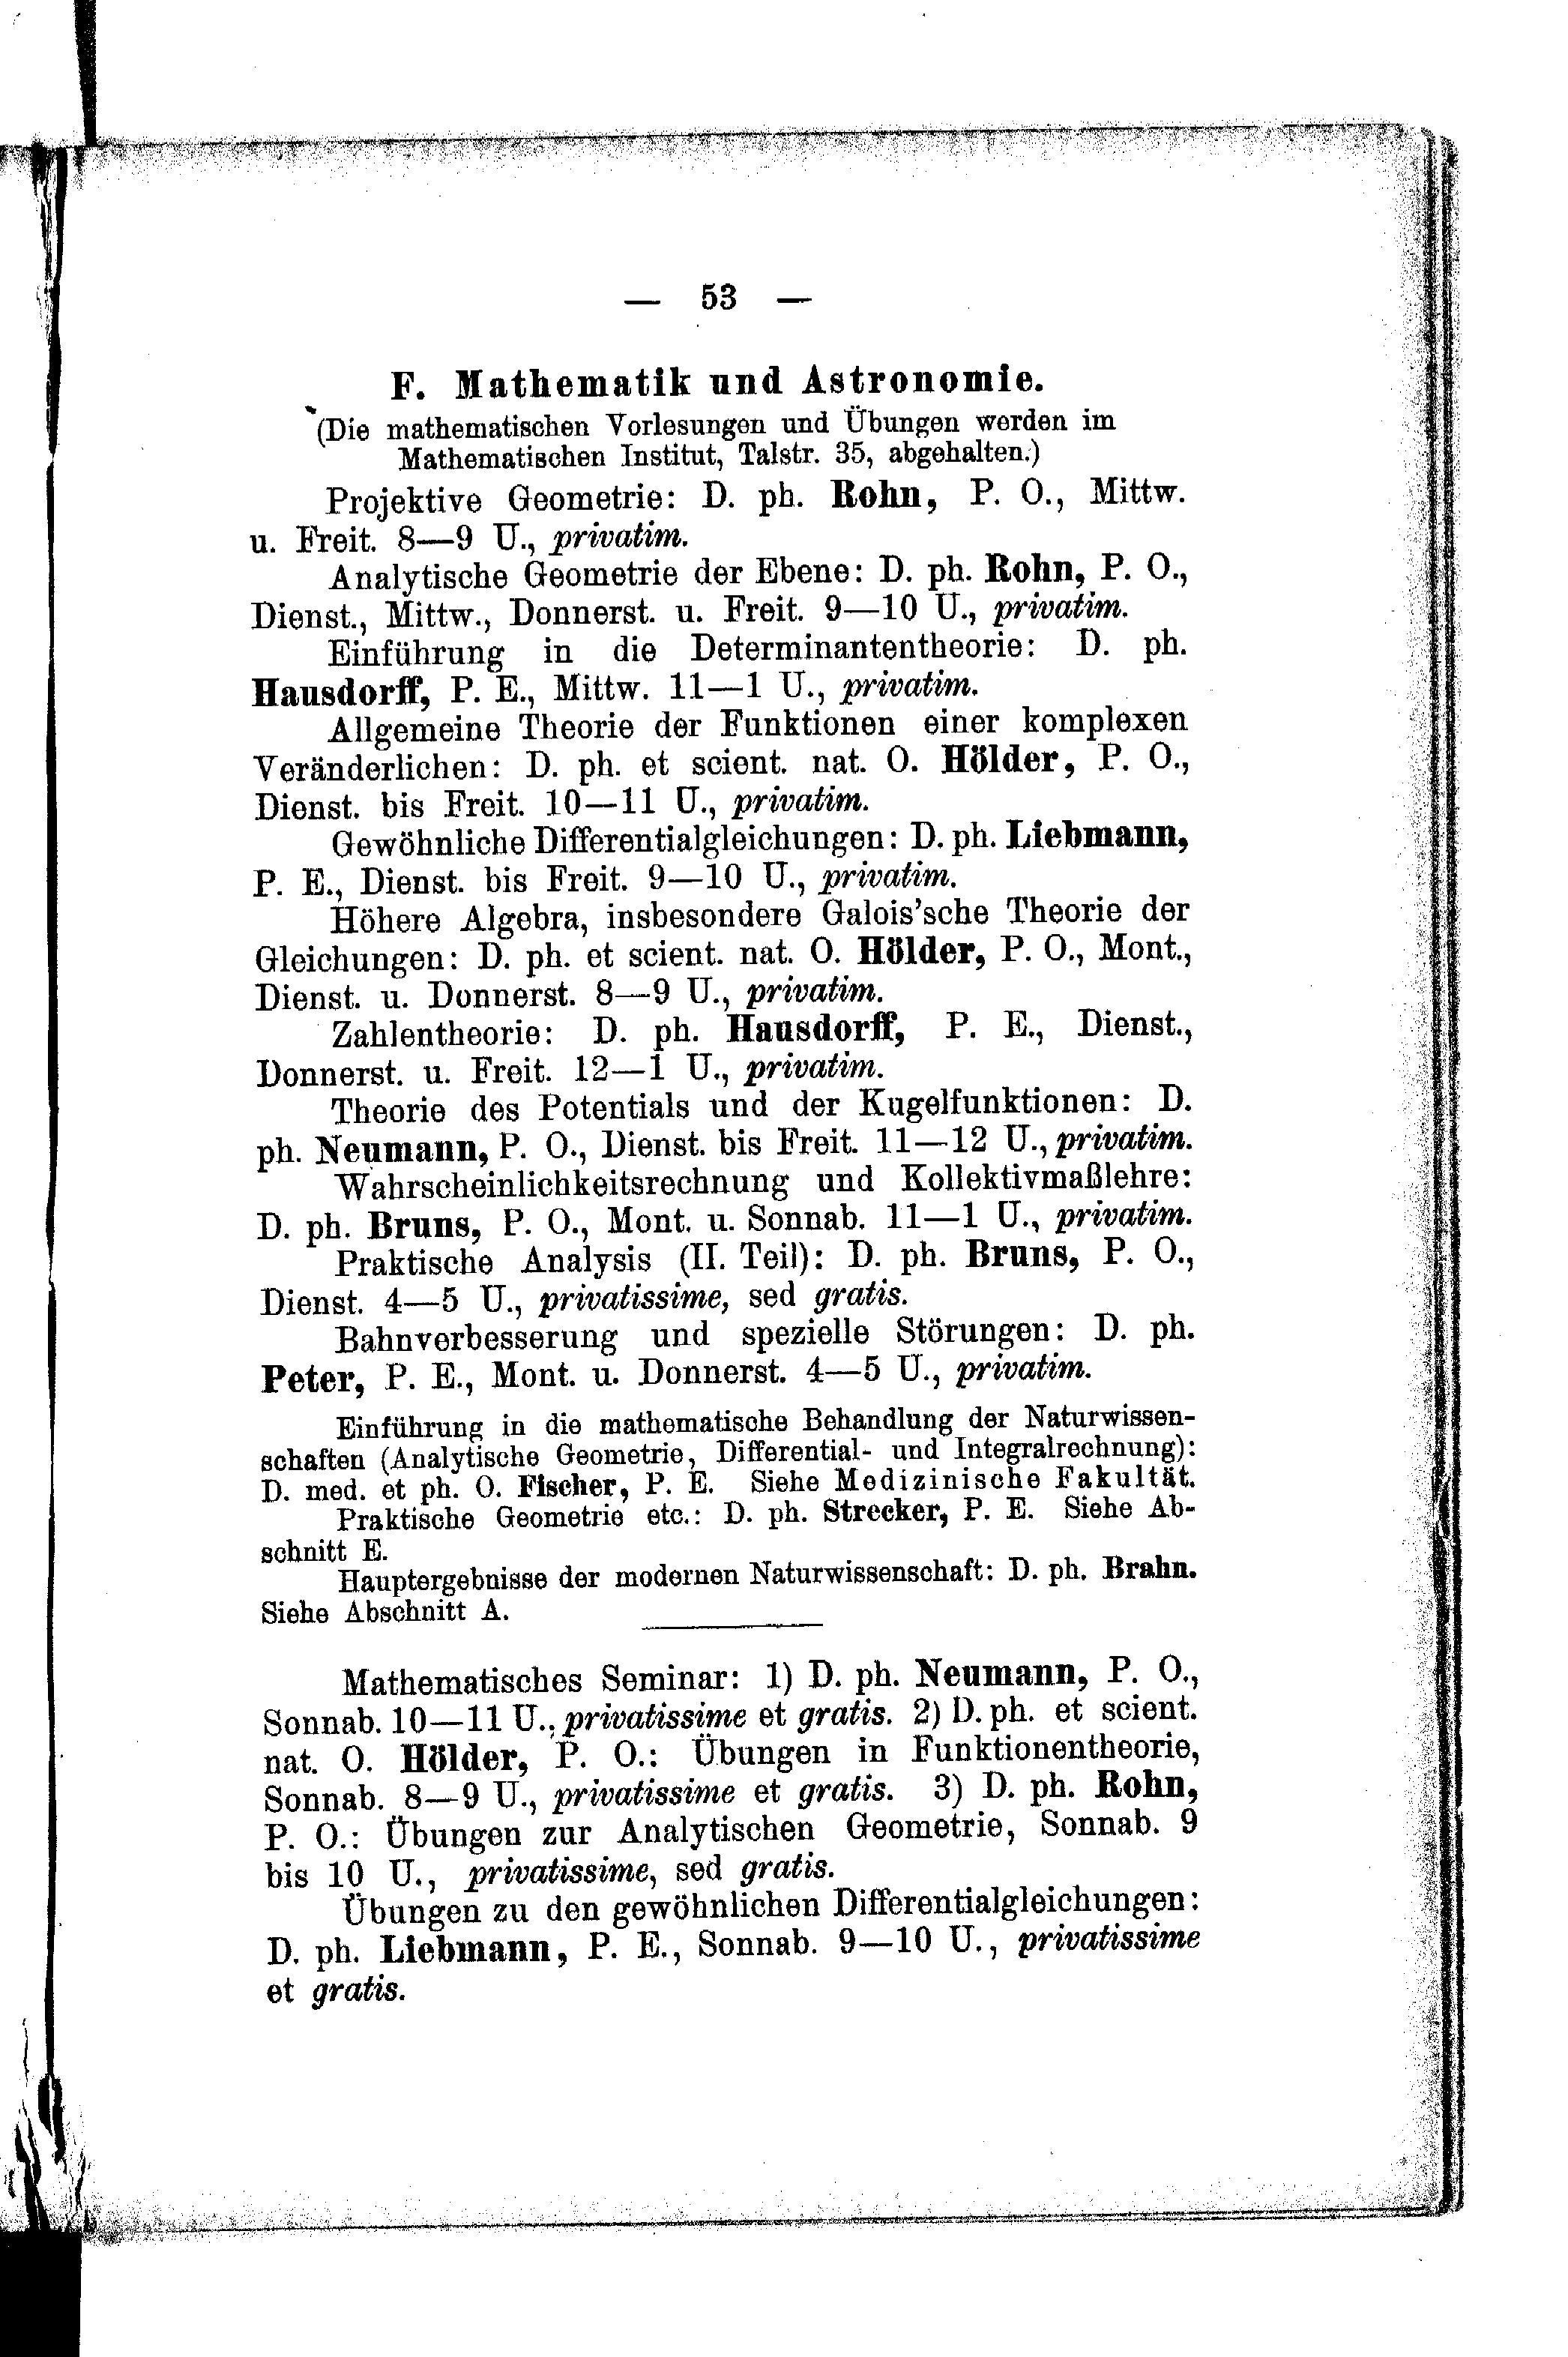 — 53 —
F. Mathematik und Astronomie.
(Die mathematischen Vorlesungen und Übungen werden im
Mathematischen Institut, Talstr. 35, abgehalten.)
Projektive Geometrie: D. ph. Rohn, P. O., Mittw.
u. Freit. 8—9 U., privatim.
Analytische Geometrie der Ebene: D. ph. Rohn, P. O.,
Dienst., Mittw., Donnerst. u. Freit. 9—10 U., privatim.
Einführung in die Determinantentheorie: D. ph.
Hausdorff, P. E., Mittw. 11—1 U., privatim.
Allgemeine Theorie der Funktionen einer komplexen
Veränderlichen: D. ph. et scient. nat. O. Hölder, P. O.,
Dienst. bis Freit. 10—11 U., privatim.
Gewöhnliche Differentialgleichungen: D. ph. Liebmann,
P. E., Dienst. bis Freit. 9—10 U., privatim.
Höhere Algebra, insbesondere Galois'sche Theorie der
Gleichungen: D. ph. et scient. nat. O. Hölder, P. O., Mont.,
Dienst. u. Donnerst. 8—9 U., privatim.
Zahlentheorie: D. ph. Hausdorff, P. E., Dienst.,
Donnerst. u. Freit. 12—1 U., privatim.
Theorie des Potentials und der Kugelfunktionen: D.
ph. Neumann, P. O., Dienst. bis Freit. 11—12 U., privatim.
Wahrscheinlichkeitsrechnung und Kollektivmaßlehre:
D. ph. Bruns, P. O., Mont. u. Sonnab. 11—1 U., privatim.
Praktische Analysis (II. Teil): D. ph. Bruns, P. O.,
Dienst. 4—5 U., privatissime, sed gratis.
Bahnverbesserung und spezielle Störungen: D. ph.
Peter, P. E., Mont. u. Donnerst. 4—5 U., privatim.
Einführung in die mathematische Behandlung der Naturwissen-
schaften (Analytische Geometrie, Differential- und Integralrechnung):
D. med. et ph. O. Fischer, P. E. Siehe Medizinische Fakultät.
Praktische Geometrie etc.: D. ph. Strecker, P. E. Siehe Ab-
schnitt E.
Hauptergebnisse der modernen Naturwissenschaft: D. ph. Brahn.
Siehe Abschnitt A.
Mathematisches Seminar: 1) D. ph. Neumann, P. O.,
Sonnab. 10—11 U., privatissime et gratis. 2) D. ph. et scient.
nat. O. Hölder, P. O.: Übungen in Funktionentheorie,
Sonnab. 8—9 U., privatissime et gratis. 3) D. ph. Rohn,
P. O.: Übungen zur Analytischen Geometrie, Sonnab. 9
bis 10 U., privatissime, sed gratis.
Übungen zu den gewöhnlichen Differentialgleichungen:
D. ph. Liebmann, P. E., Sonnab. 9—10 U., privatissime
et gratis.